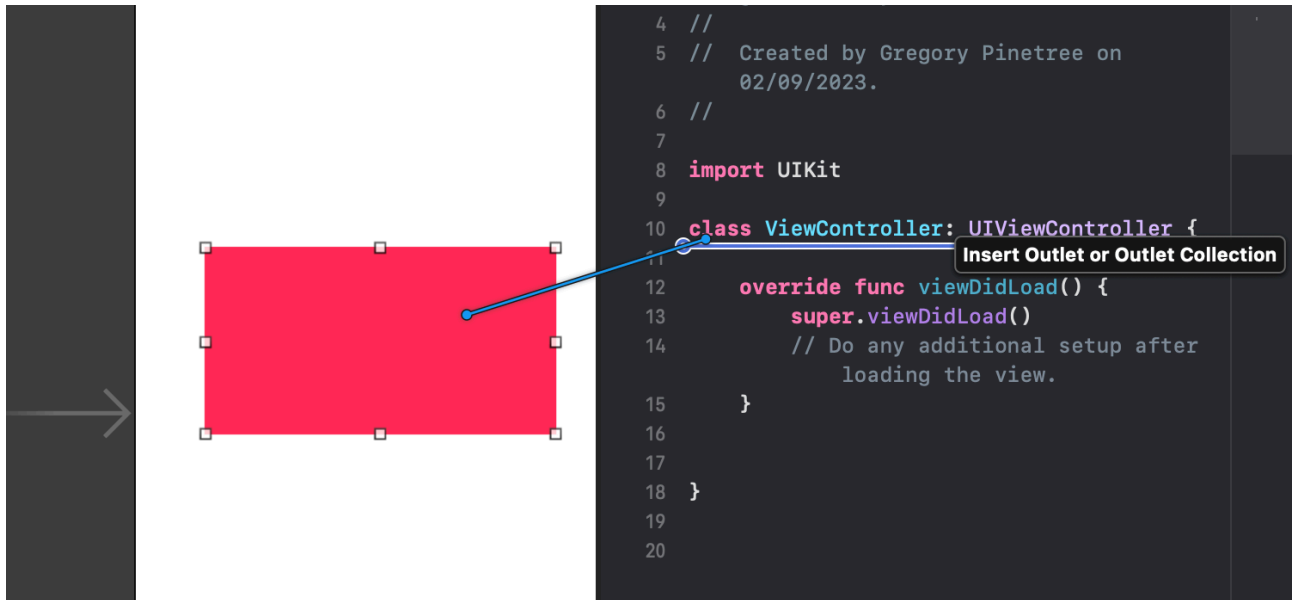 4 //
5 // Created by Gregory Pinetree on
02/09/2023.
6 //
7
8 import UIKit
9
10 class ViewController: UIViewController {
11
Insert Outlet or Outlet Collection
12 override func viewDidLoad() {
13 super.viewDidLoad()
14 // Do any additional setup after
loading the view.
15 }
16
17
18 }
19
20